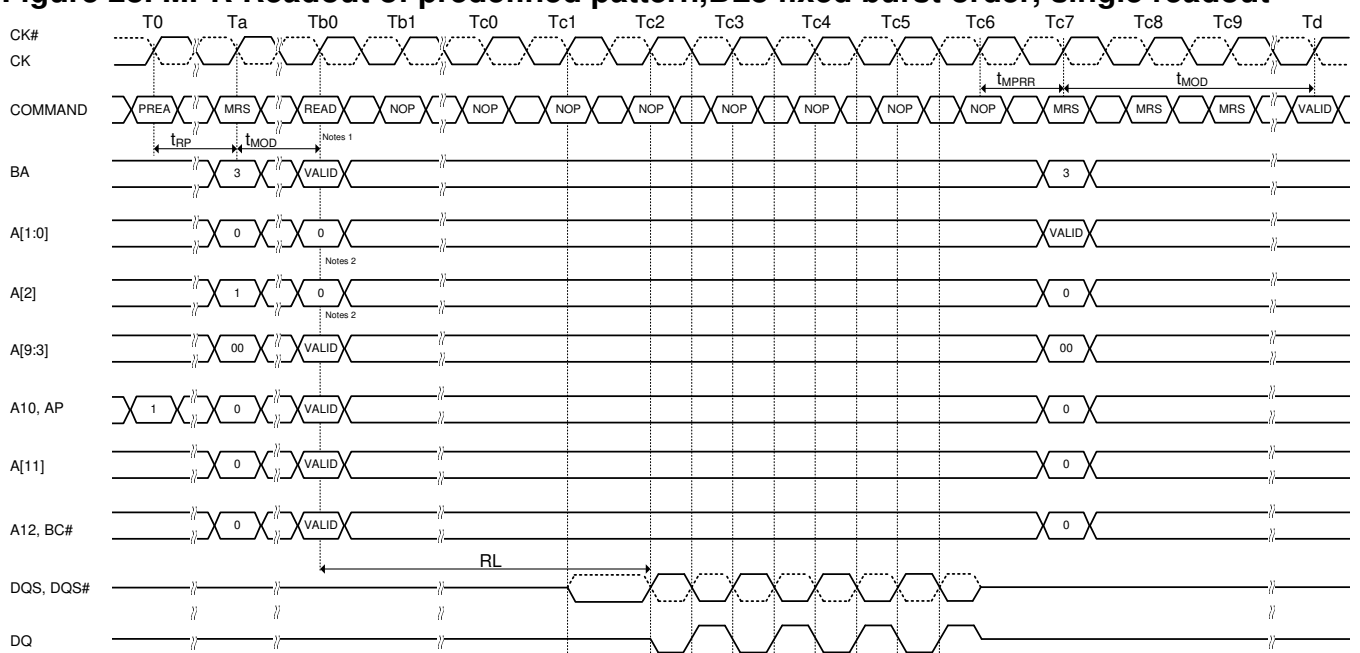 Readout of predefined pattern,BL8 fixed burst order, single readout
T0 Ta Tb0 Tb1 Tc0 Tc1 Tc2 Tc3 Tc4 Tc5 Tc6 Tc7 Tc8 Tc9 Td
CK#
CK
tMPRR tMOD
COMMAND PREA MRS READ NOP NOP NOP NOP NOP NOP NOP NOP MRS MRS MRS VALID
tRP tMOD Notes 1
BA 3 VALID 3
A[1:0] 0 0 VALID
Notes 2
A[2] 1 0 0
Notes 2
A[9:3] 00 VALID 00
A10, AP 1 0 VALID 0
A[11] 0 VALID 0
A12, BC# 0 VALID 0
RL
DQS, DQS#
DQ